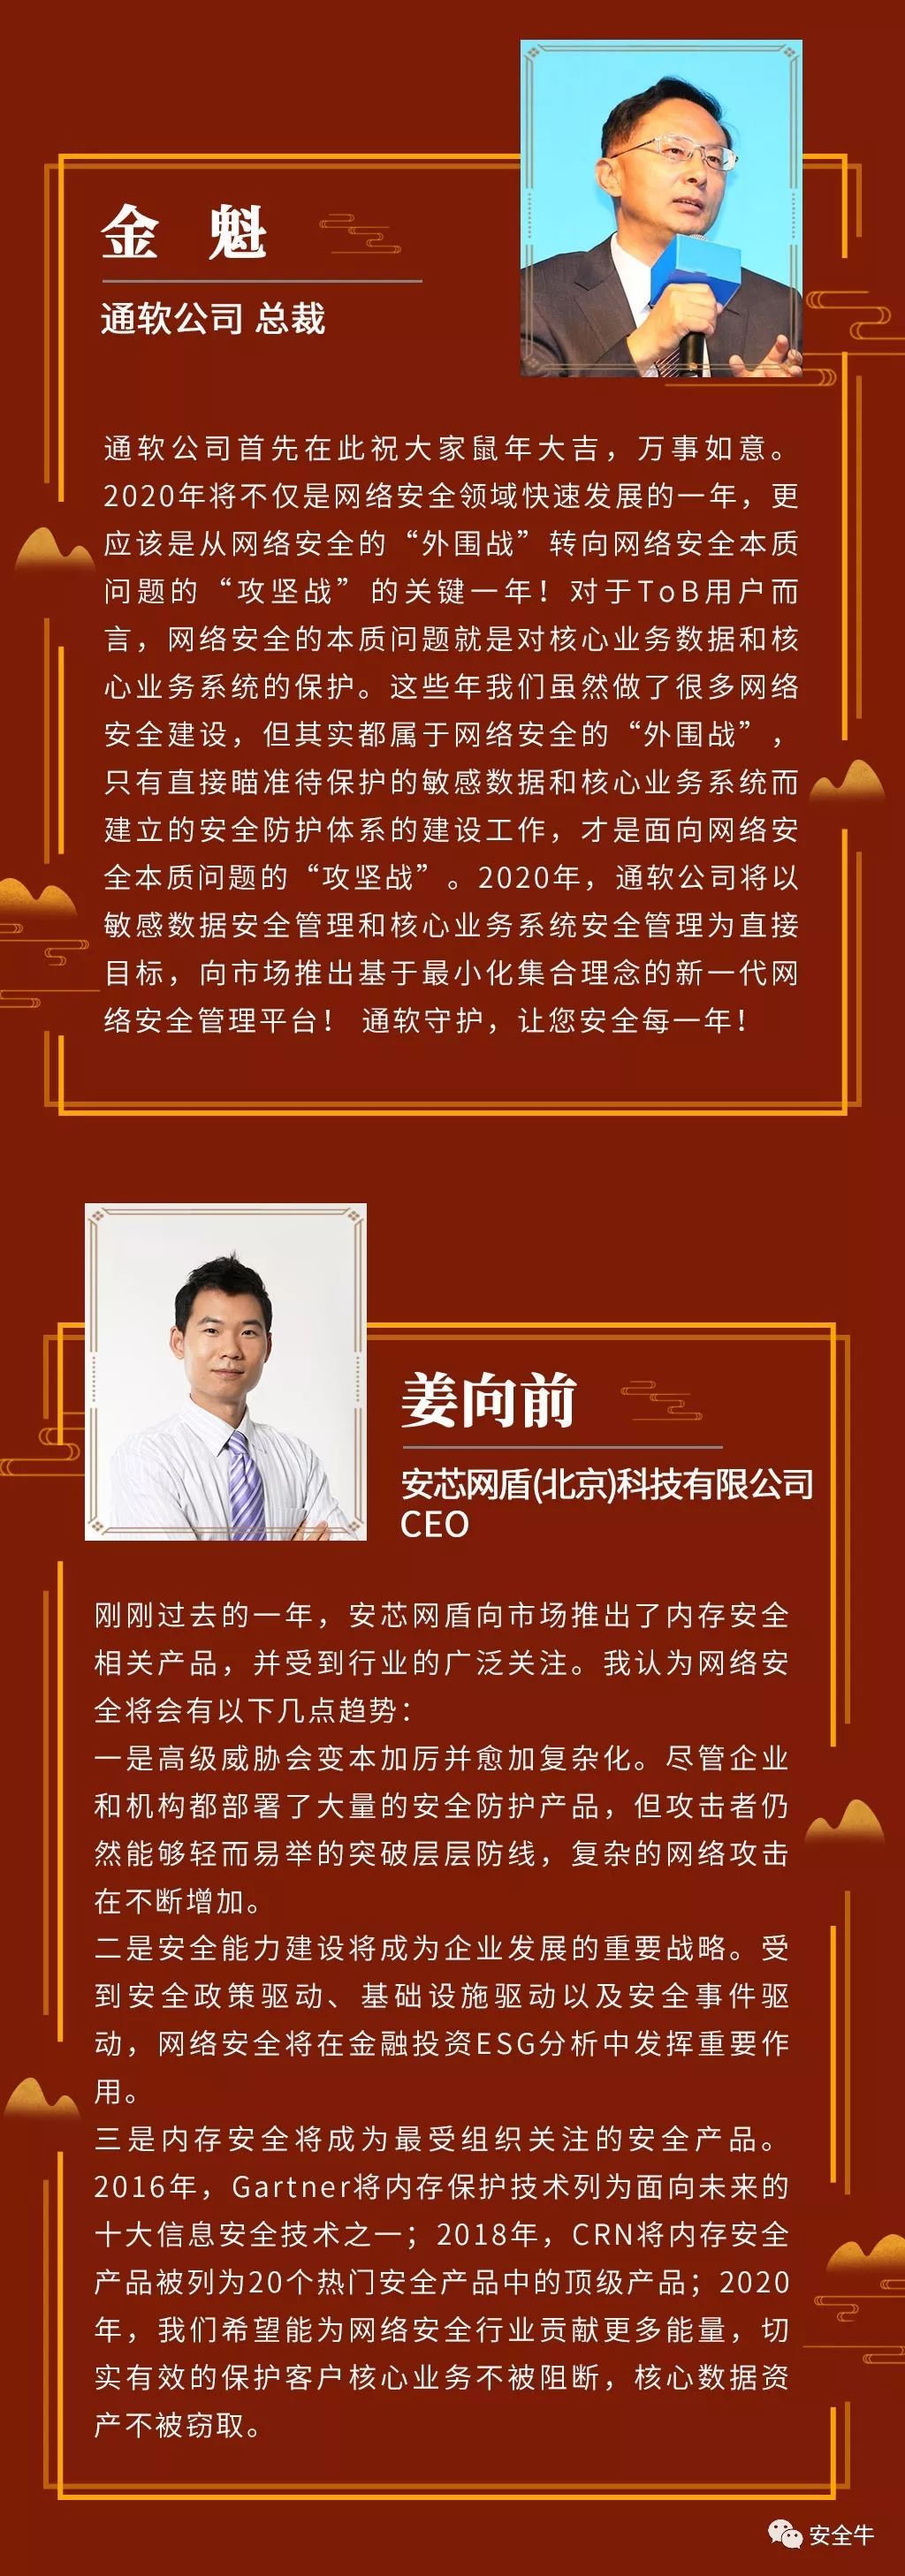 金 魁
通软公司 总裁
通软公司首先在此祝大家鼠年大吉，万事如意。
2020年将不仅是网络安全领域快速发展的一年，更
应该是从网络安全的“外围战”转向网络安全本质
问题的“攻坚战”的关键一年！对于ToB用户而
言，网络安全的本质问题就是对核心业务数据和核
心业务系统的保护。这些年我们虽然做了很多网络
安全建设，但其实都属于网络安全的“外围战”，
只有直接瞄准待保护的敏感数据和核心业务系统而
建立的安全防护体系的建设工作，才是面向网络安
全本质问题的“攻坚战”。2020年，通软公司将以
敏感数据安全管理和核心业务系统安全管理为直接
目标，向市场推出基于最小化集合理念的新一代网
络安全管理平台！ 通软守护，让您安全每一年！
姜向前
安芯网盾(北京)科技有限公司
CEO
刚刚过去的一年，安芯网盾向市场推出了内存安全
相关产品，并受到行业的广泛关注。我认为网络安
全将会有以下几点趋势：
一是高级威胁会变本加厉并愈加复杂化。尽管企业
和机构都部署了大量的安全防护产品，但攻击者仍
然能够轻而易举的突破层层防线，复杂的网络攻击
在不断增加。
二是安全能力建设将成为企业发展的重要战略。受
到安全政策驱动、基础设施驱动以及安全事件驱
动，网络安全将在金融投资ESG分析中发挥重要作
用。
三是内存安全将成为最受组织关注的安全产品。
2016年，Gartner将内存保护技术列为面向未来的
十大信息安全技术之一；2018年，CRN将内存安全
产品被列为20个热门安全产品中的顶级产品；2020
年，我们希望能为网络安全行业贡献更多能量，切
实有效的保护客户核心业务不被阻断，核心数据资
产不被窃取。
安全牛